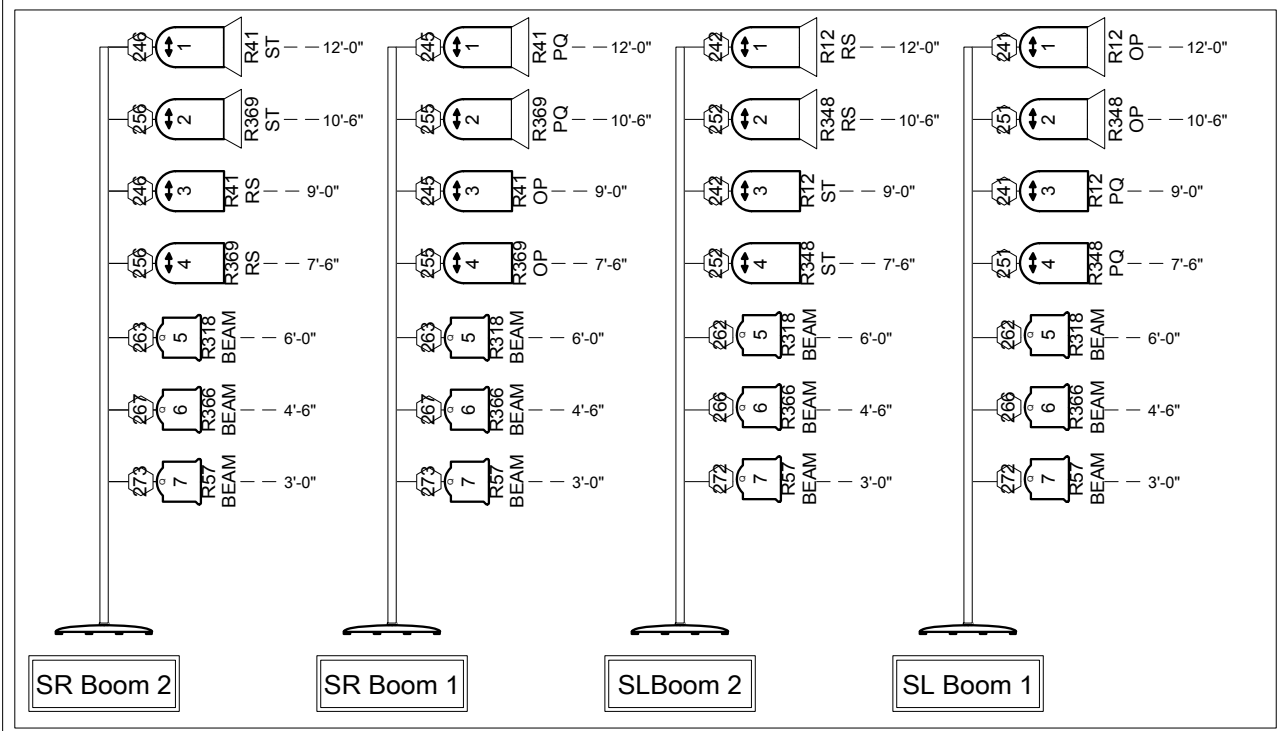 246
1
R41
ST
12'-0"
256
2
R369
ST
10'-6"
246
3
R41
RS
9'-0"
256
4
R369
RS
7'-6"
263
5
R318
BEAM
6'-0"
267
6
R366
BEAM
4'-6"
273
7
R57
BEAM
3'-0"
SR Boom 2
245
1
R41
PQ
12'-0"
255
2
R369
PQ
10'-6"
245
3
R41
OP
9'-0"
255
4
R369
OP
7'-6"
263
5
R318
BEAM
6'-0"
267
6
R366
BEAM
4'-6"
273
7
R57
BEAM
3'-0"
SR Boom 1
242
1
R12
RS
12'-0"
252
2
R348
RS
10'-6"
242
3
R12
ST
9'-0"
252
4
R348
ST
7'-6"
262
5
R318
BEAM
6'-0"
266
6
R366
BEAM
4'-6"
272
7
R57
BEAM
3'-0"
SLBoom 2
241
1
R12
OP
12'-0"
251
2
R348
OP
10'-6"
241
3
R12
PQ
9'-0"
251
4
R348
PQ
7'-6"
262
5
R318
BEAM
6'-0"
266
6
R366
BEAM
4'-6"
272
7
R57
BEAM
3'-0"
SL Boom 1